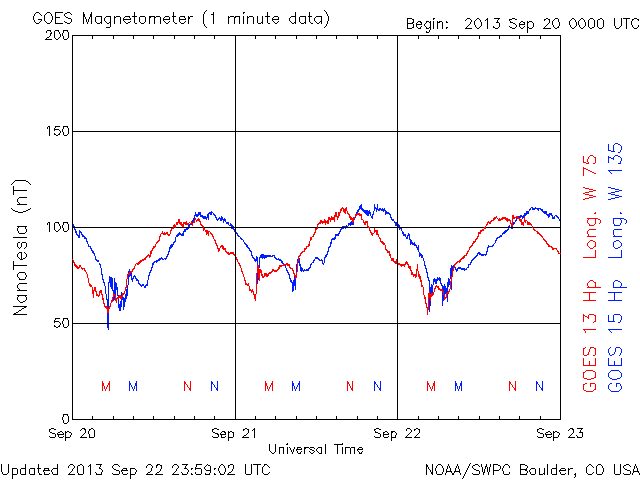 GOES Magnetometer (1 minute data)
Begin: 2013 Sep 20 0000 UTC
200
150
100
50
0
NanoTesla (nT)
M M N N M M N N M M N N
Sep 20 Sep 21 Sep 22 Sep 23
Universal Time
GOES 13 Hp Long. W 75
GOES 15 Hp Long. W 135
Updated 2013 Sep 22 23:59:02 UTC
NOAA/SWPC Boulder, CO USA